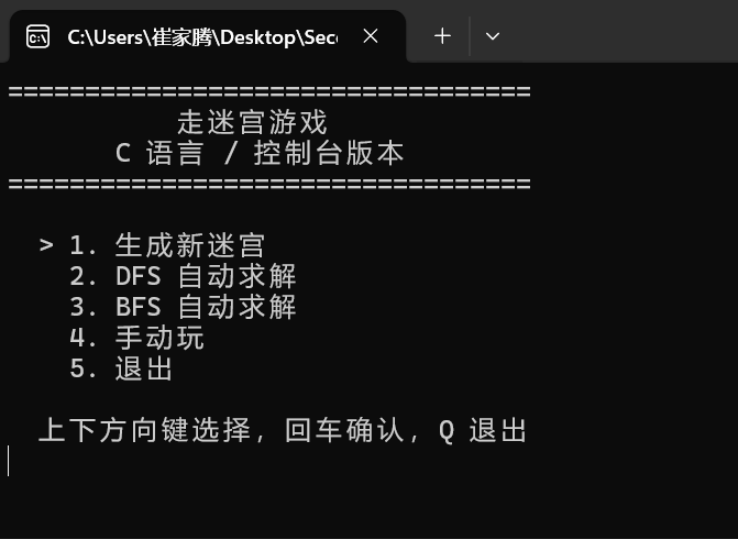 C:\Users\崔家腾\Desktop\Sec
==================================
走迷宫游戏
C 语言 / 控制台版本
==================================
> 1. 生成新迷宫
2. DFS 自动求解
3. BFS 自动求解
4. 手动玩
5. 退出
上下方向键选择，回车确认，Q 退出